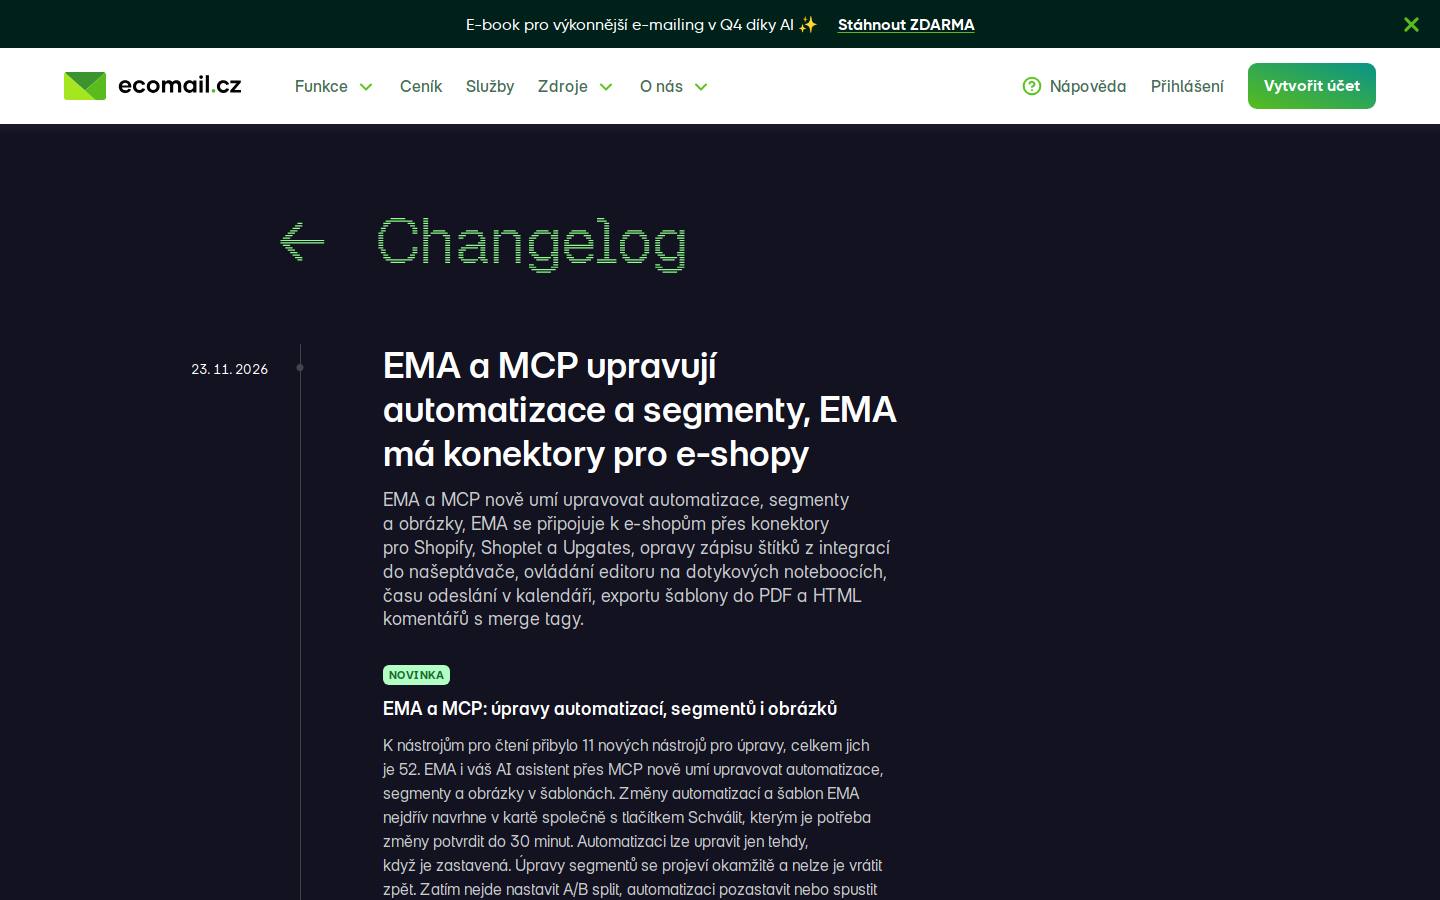 E-book pro výkonnější e-mailing v Q4 díky AI ✨ Stáhnout ZDARMA
ecomail.cz Funkce Ceník Služby Zdroje O nás Nápověda Přihlášení Vytvořit účet
← Changelog
23. 11. 2026
EMA a MCP upravují
automatizace a segmenty, EMA
má konektory pro e-shopy
EMA a MCP nově umí upravovat automatizace, segmenty
a obrázky, EMA se připojuje k e-shopům přes konektory
pro Shopify, Shoptet a Upgates, opravy zápisu štítků z integrací
do našeptávače, ovládání editoru na dotykových noteboocích,
času odeslání v kalendáři, exportu šablony do PDF a HTML
komentářů s merge tagy.
NOVINKA
EMA a MCP: úpravy automatizací, segmentů i obrázků
K nástrojům pro čtení přibylo 11 nových nástrojů pro úpravy, celkem jich
je 52. EMA i váš AI asistent přes MCP nově umí upravovat automatizace,
segmenty a obrázky v šablonách. Změny automatizací a šablon EMA
nejdřív navrhne v kartě společně s tlačítkem Schválit, kterým je potřeba
změny potvrdit do 30 minut. Automatizaci lze upravit jen tehdy,
když je zastavená. Úpravy segmentů se projeví okamžitě a nelze je vrátit
zpět. Zatím nejde nastavit A/B split, automatizaci pozastavit nebo spustit